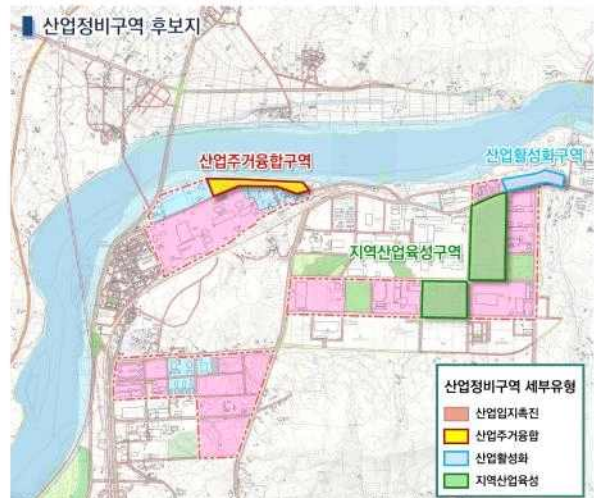 산업정비구역 후보지
산업주거융합구역
산업활성화구역
지역산업육성구역
산업정비구역 세부유형
산업입지촉진
산업주거융합
산업활성화
지역산업육성